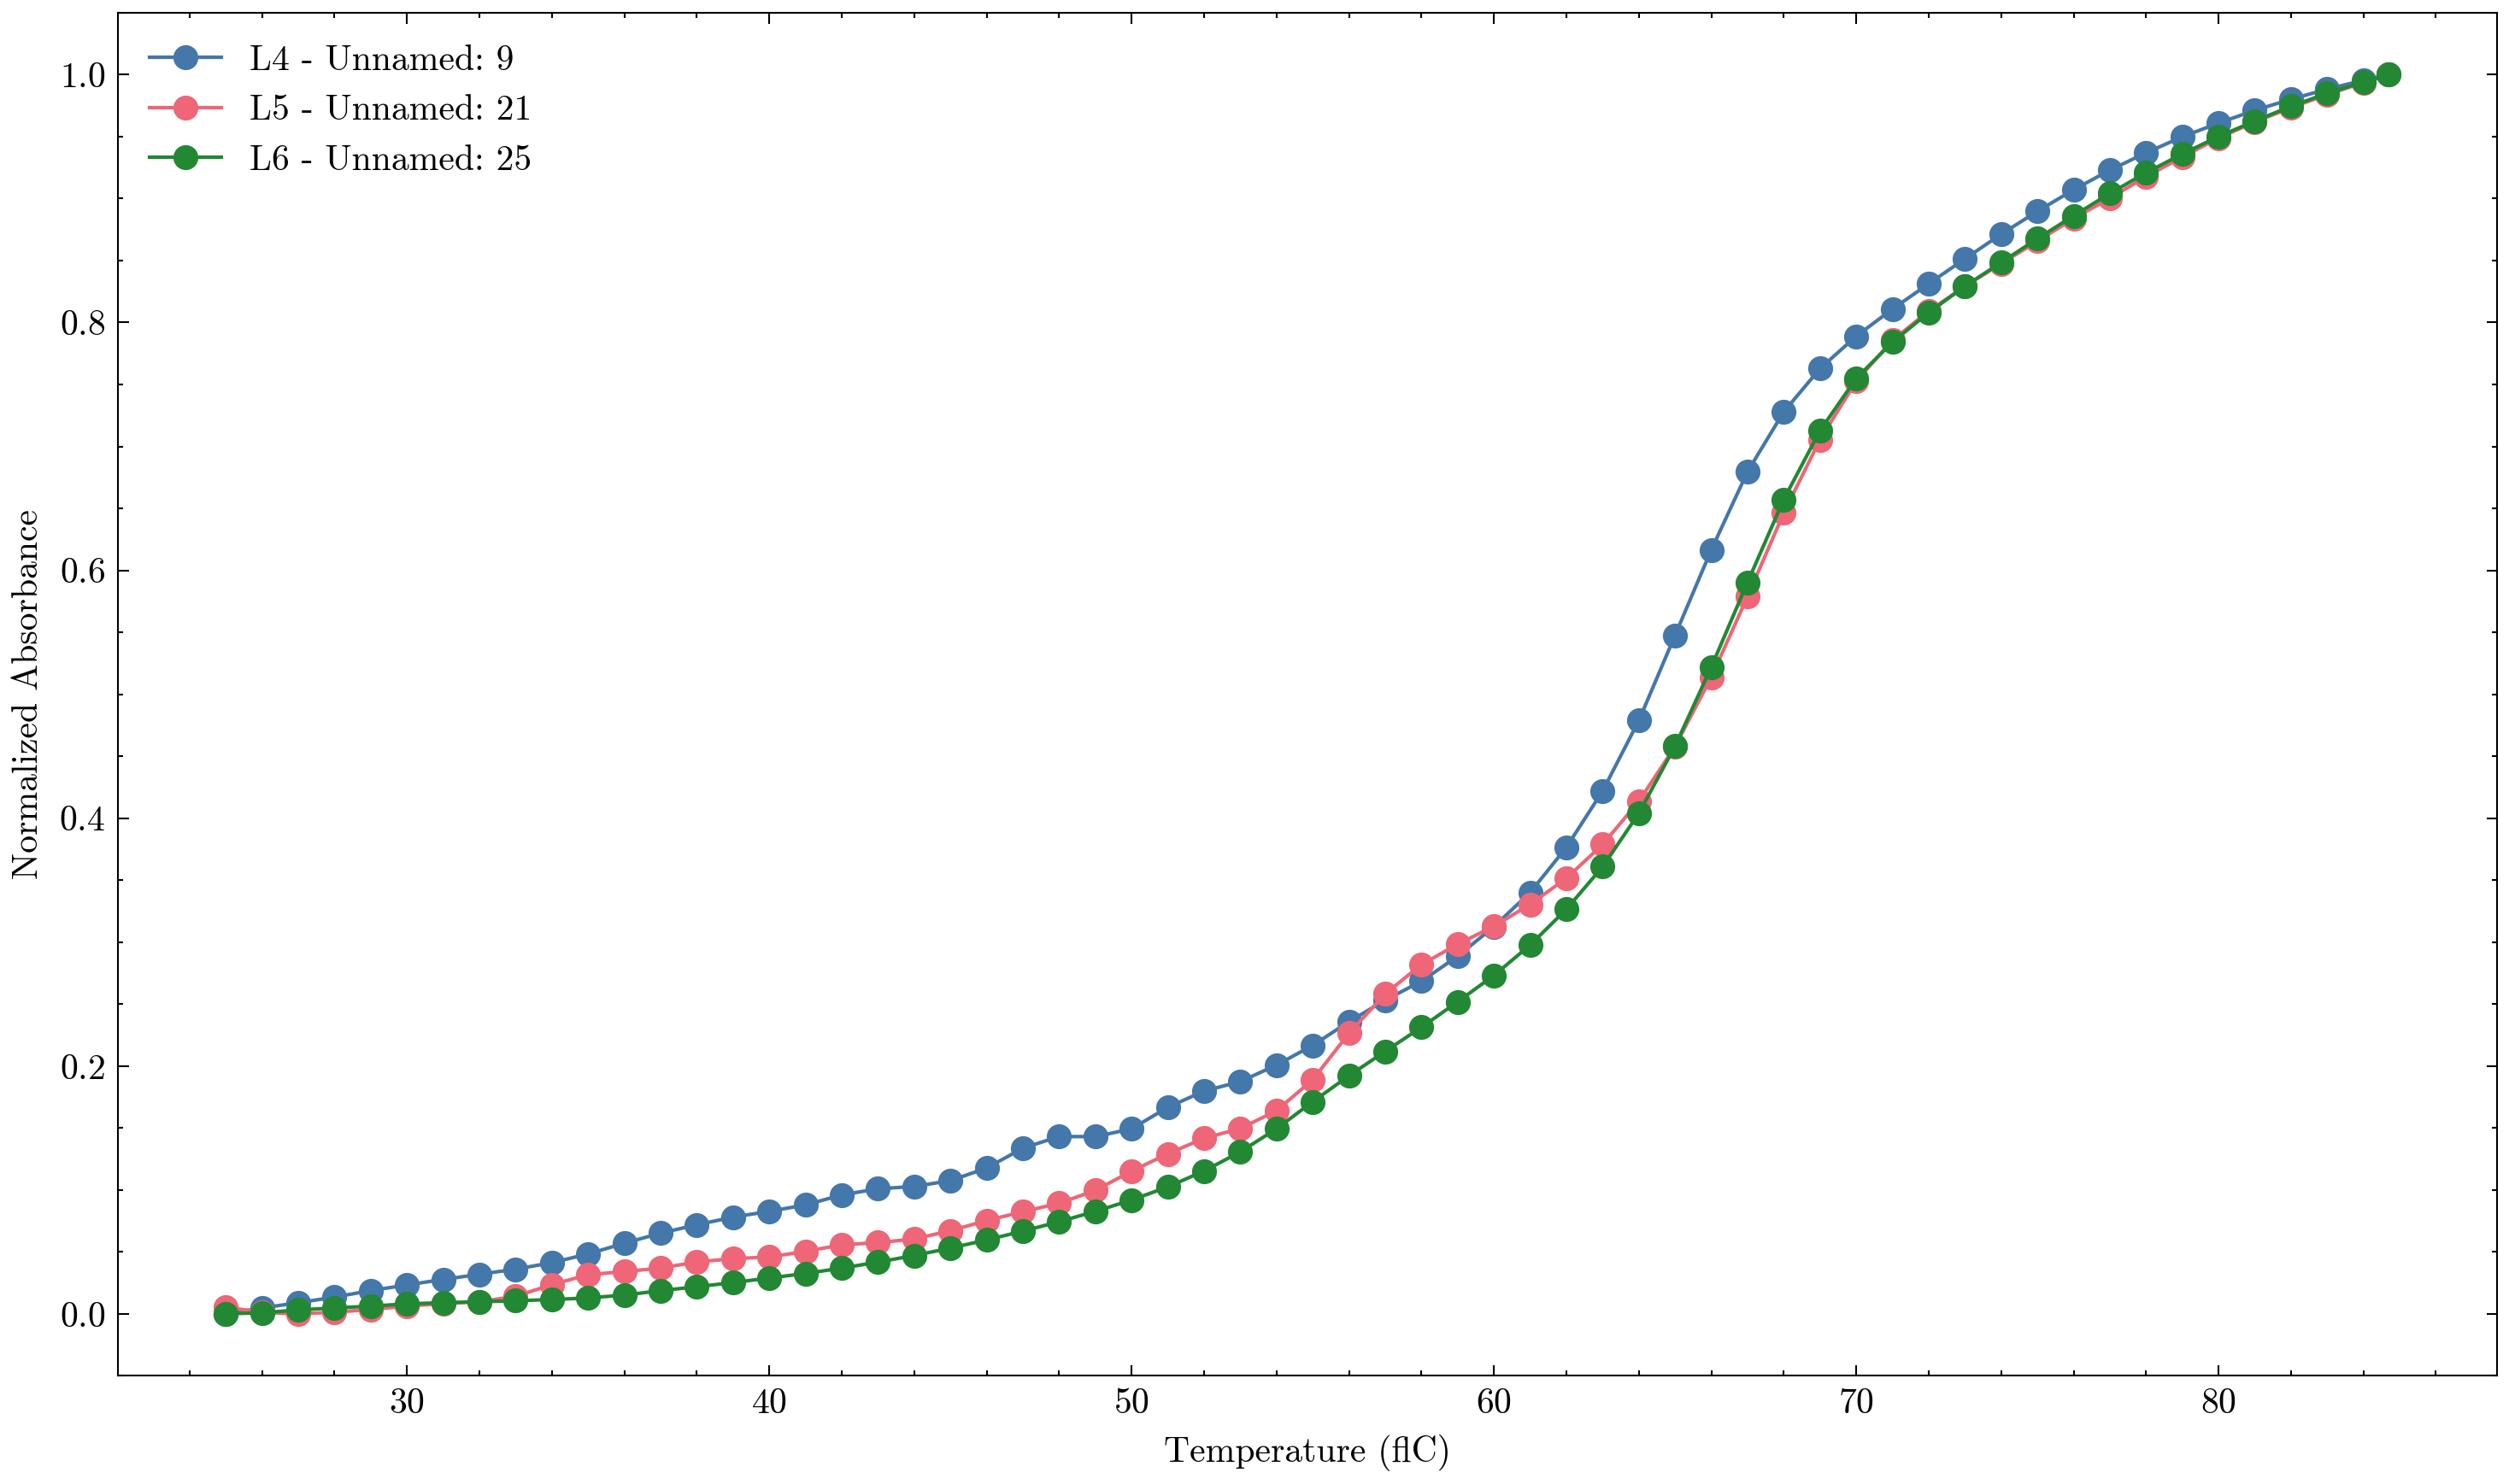 L4 - Unnamed: 9
L5 - Unnamed: 21
L6 - Unnamed: 25
1.0
0.8
0.6
0.4
0.2
0.0
Normalized Absorbance
30 40 50 60 70 80
Temperature (flC)